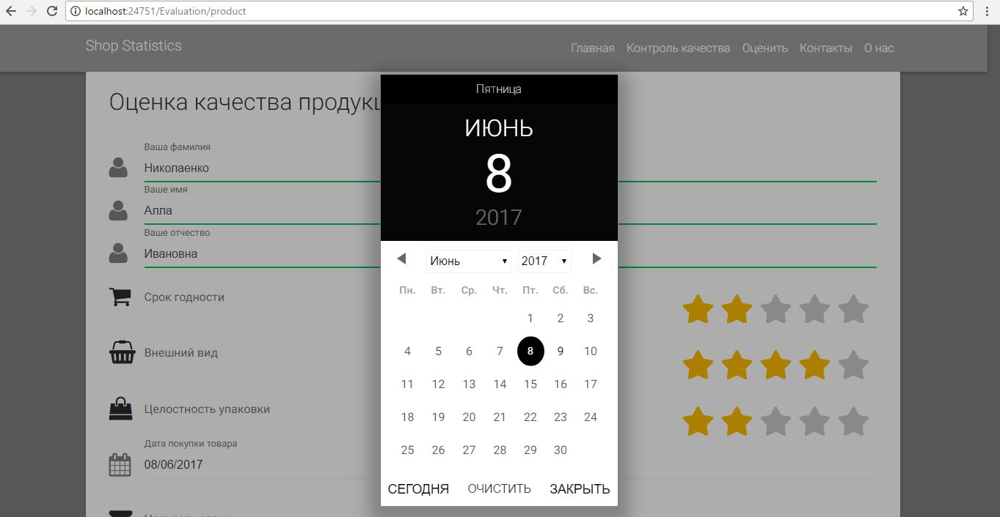 localhost:24751/Evaluation/product
Shop Statistics
Главная Контроль качества Оценить Контакты О нас
Оценка качества
Ваша фамилия
Николаенко
Ваше имя
Алла
Ваше отчество
Ивановна
Срок годности
Внешний вид
Целостность упаковки
Дата покупки товара
08/06/2017
Пятница
ИЮНЬ
8
2017
Июнь 2017
Пн. Вт. Ср. Чт. Пт. Сб. Вс.
1 2 3
4 5 6 7 8 9 10
11 12 13 14 15 16 17
18 19 20 21 22 23 24
25 26 27 28 29 30
СЕГОДНЯ ОЧИСТИТЬ ЗАКРЫТЬ